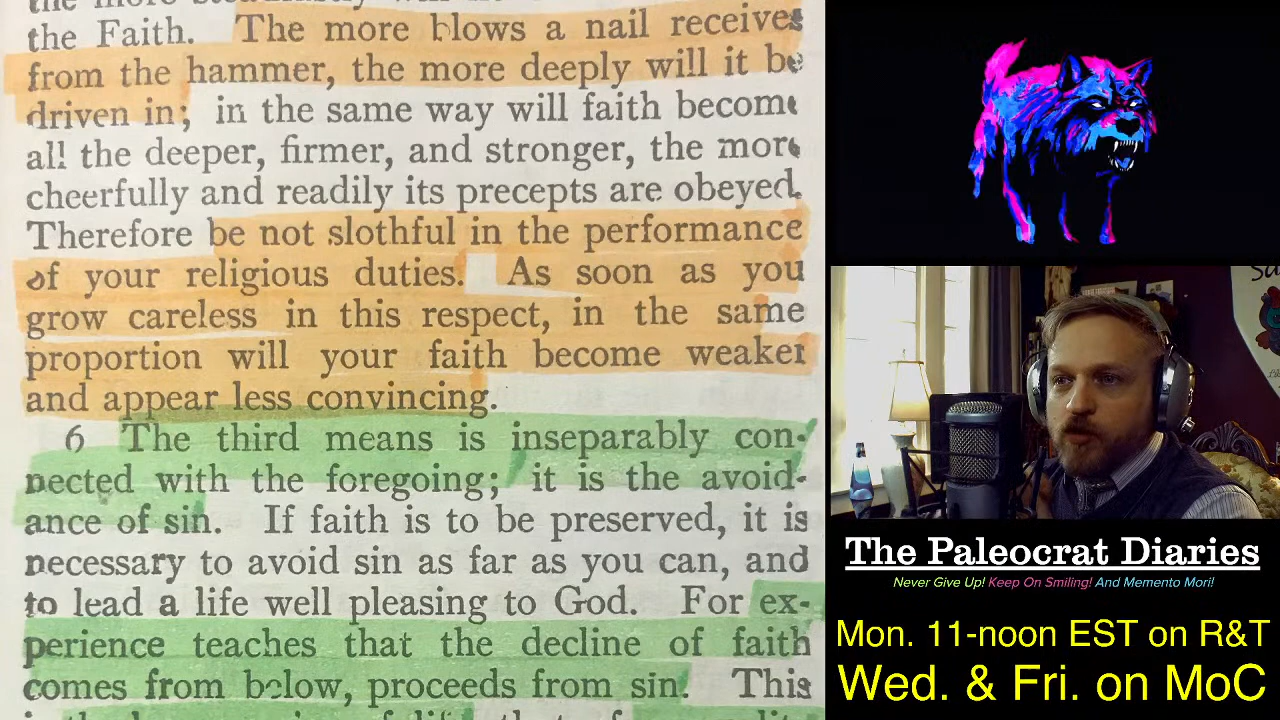 the Faith. The more blows a nail receives
from the hammer, the more deeply will it be
driven in; in the same way will faith become
all the deeper, firmer, and stronger, the more
cheerfully and readily its precepts are obeyed.
Therefore be not slothful in the performance
of your religious duties. As soon as you
grow careless in this respect, in the same
proportion will your faith become weaker
and appear less convincing.
6 The third means is inseparably con-
nected with the foregoing; it is the avoid-
ance of sin. If faith is to be preserved, it is
necessary to avoid sin as far as you can, and
to lead a life well pleasing to God. For ex-
perience teaches that the decline of faith
comes from below, proceeds from sin. This
The Paleocrat Diaries
Never Give Up! Keep On Smiling! And Memento Mori!
Mon. 11-noon EST on R&T
Wed. & Fri. on MoC